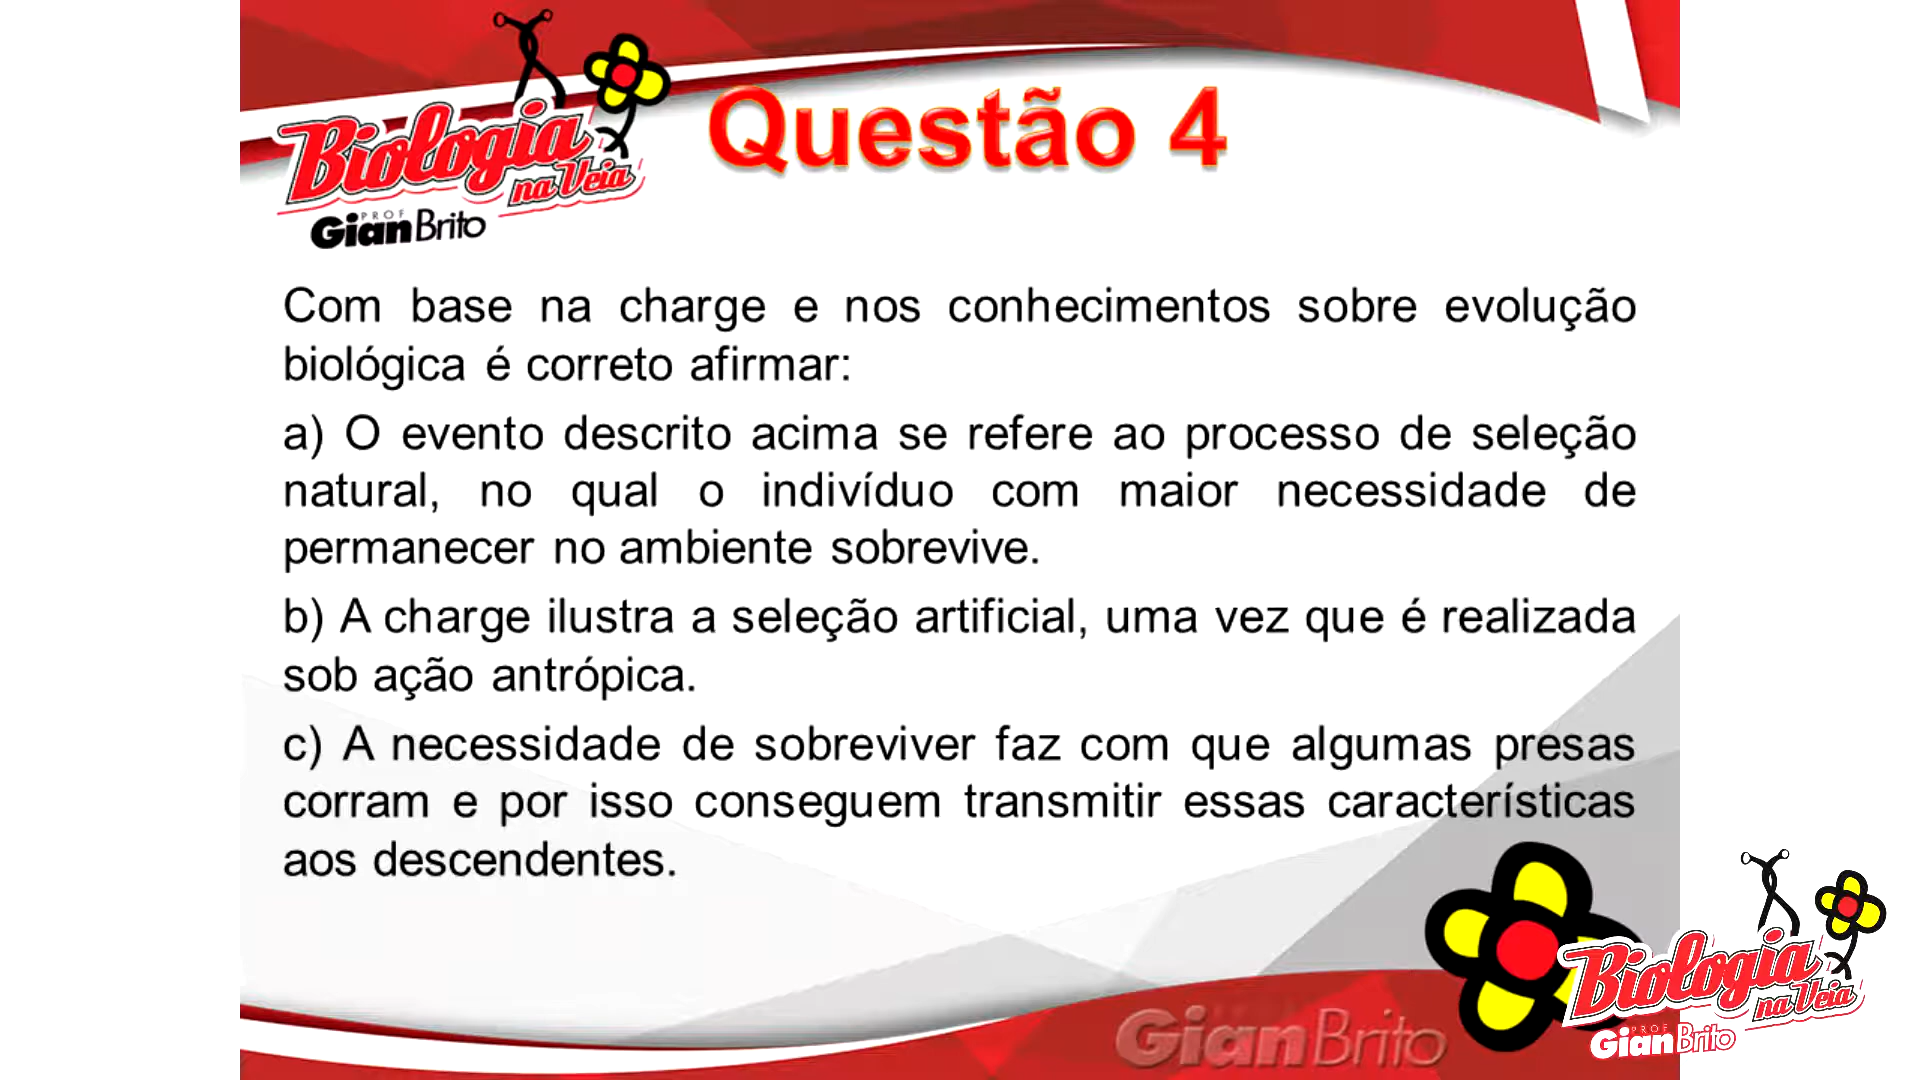 Biologia
na Veia
PROF
Gian Brito
Questão 4
Com base na charge e nos conhecimentos sobre evolução
biológica é correto afirmar:
a) O evento descrito acima se refere ao processo de seleção
natural, no qual o indivíduo com maior necessidade de
permanecer no ambiente sobrevive.
b) A charge ilustra a seleção artificial, uma vez que é realizada
sob ação antrópica.
c) A necessidade de sobreviver faz com que algumas presas
corram e por isso conseguem transmitir essas características
aos descendentes.
Gian Brito
Biologia
na Veia
PROF
Gian Brito